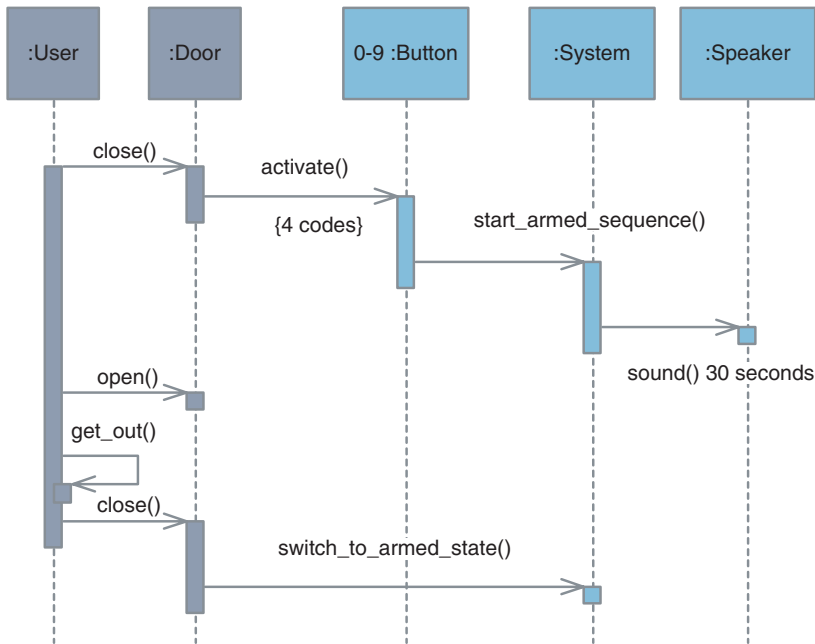 :User
:Door
0-9 :Button
:System
:Speaker
close()
activate()
{4 codes}
start_armed_sequence()
sound() 30 seconds
open()
get_out()
close()
switch_to_armed_state()